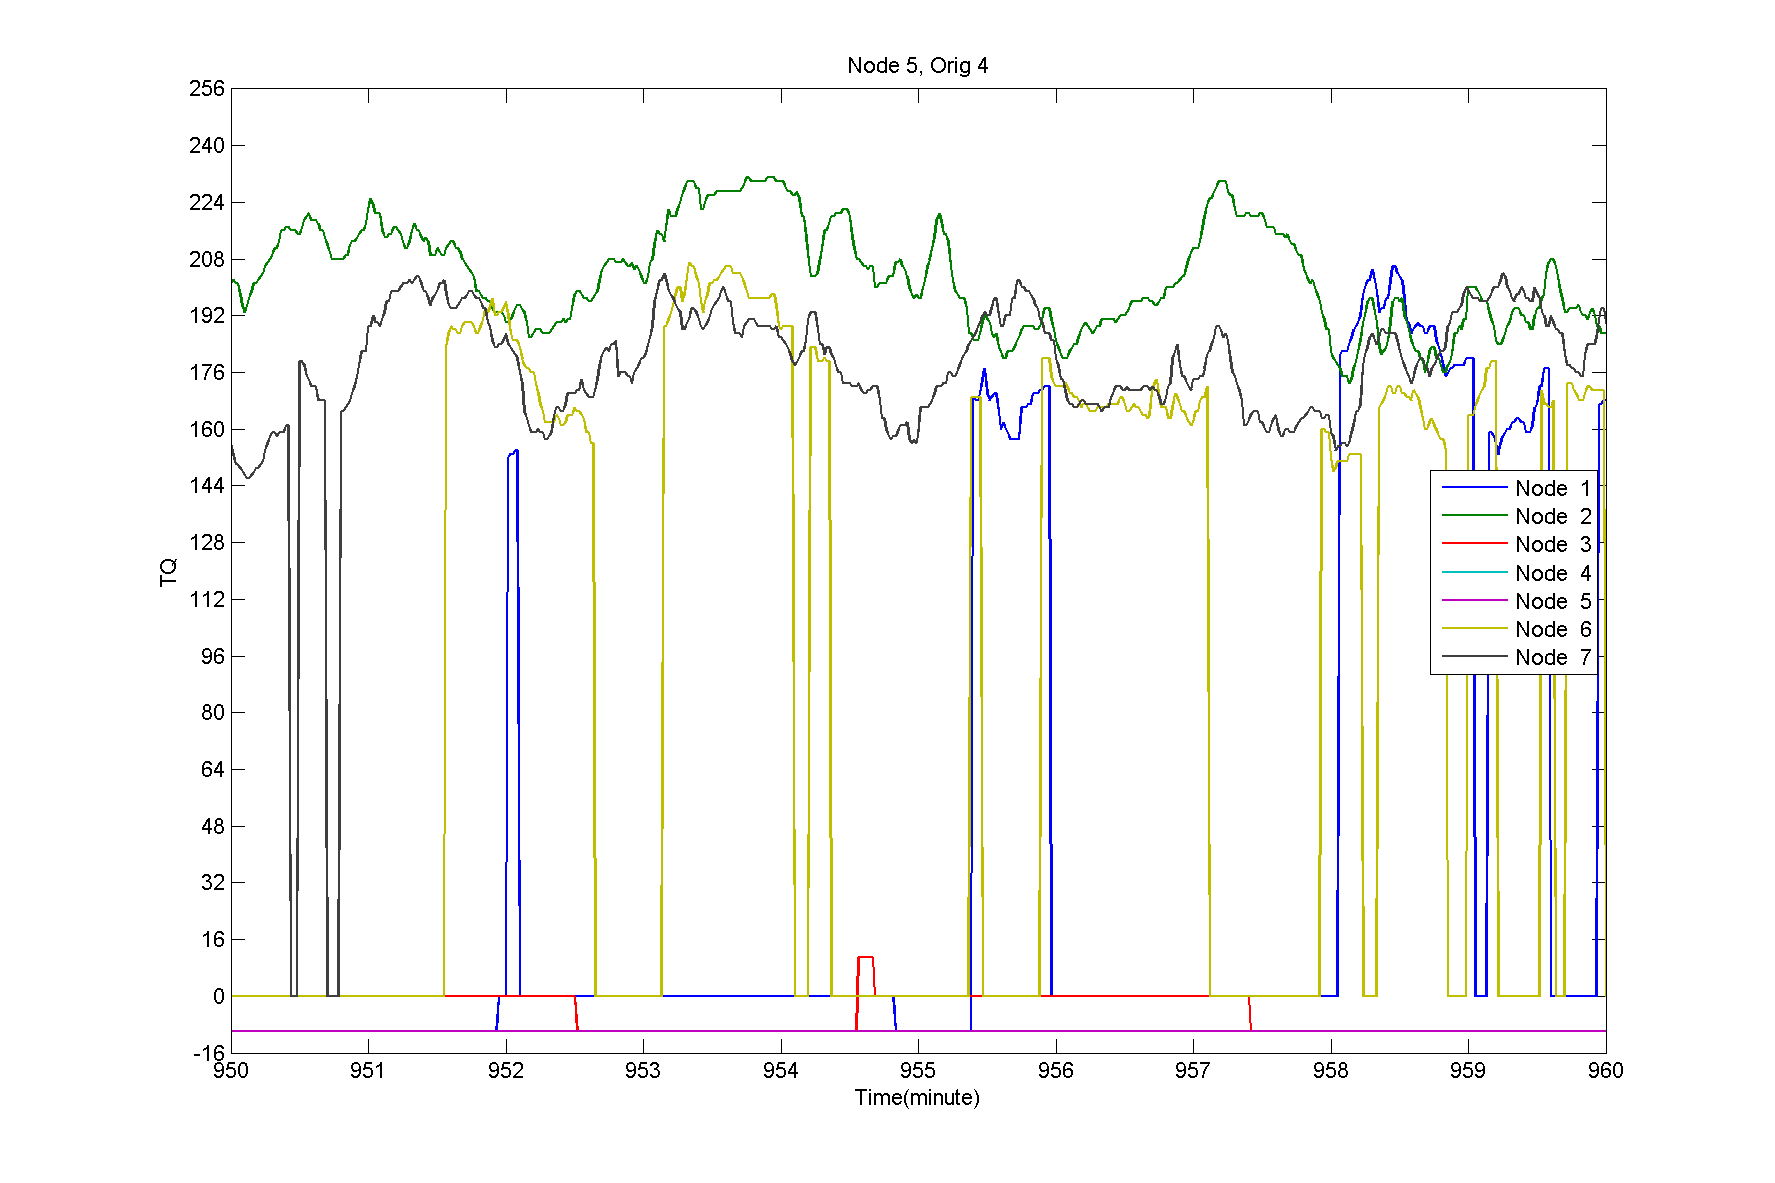 Node 5, Orig 4
256
240
224
208
192
176
160
144
128
112
96
80
64
48
32
16
0
-16
TQ
Node 1
Node 2
Node 3
Node 4
Node 5
Node 6
Node 7
950 951 952 953 954 955 956 957 958 959 960
Time(minute)